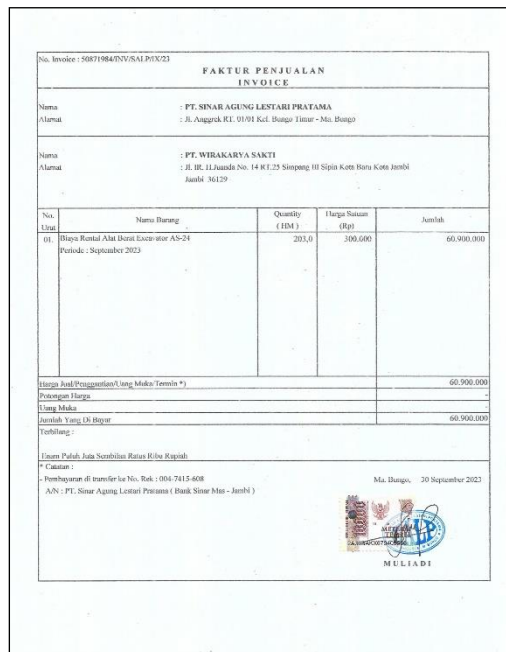 No. Invoice : 50871984/INV/SALP/IX/23
FAKTUR PENJUALAN
INVOICE
Nama : PT. SINAR AGUNG LESTARI PRATAMA
Alamat : Jl. Anggrek RT. 01/01 Kel. Bungo Timur - Ma. Bungo
Nama : PT. WIRAKARYA SAKTI
Alamat : Jl. IR. H.Juanda No. 14 RT.25 Simpang III Sipin Kota Baru Kota Jambi
Jambi 36129
No. Urut Nama Barang Quantity (HM) Harga Satuan (Rp) Jumlah
01. Biaya Rental Alat Berat Excavator AS-24 203,0 300.000 60.900.000
Periode : September 2023
Harga Jual/Penggantian/Uang Muka/Termin *) 60.900.000
Potongan Harga -
Uang Muka -
Jumlah Yang Di Bayar 60.900.000
Terbilang :
Enam Puluh Juta Sembilan Ratus Ribu Rupiah
* Catatan :
- Pembayaran di transfer ke No. Rek : 004-7415-608
A/N : PT. Sinar Agung Lestari Pratama ( Bank Sinar Mas - Jambi )
Ma. Bungo, 30 September 2023
10000
METERAI
TEMPEL
MULIADI